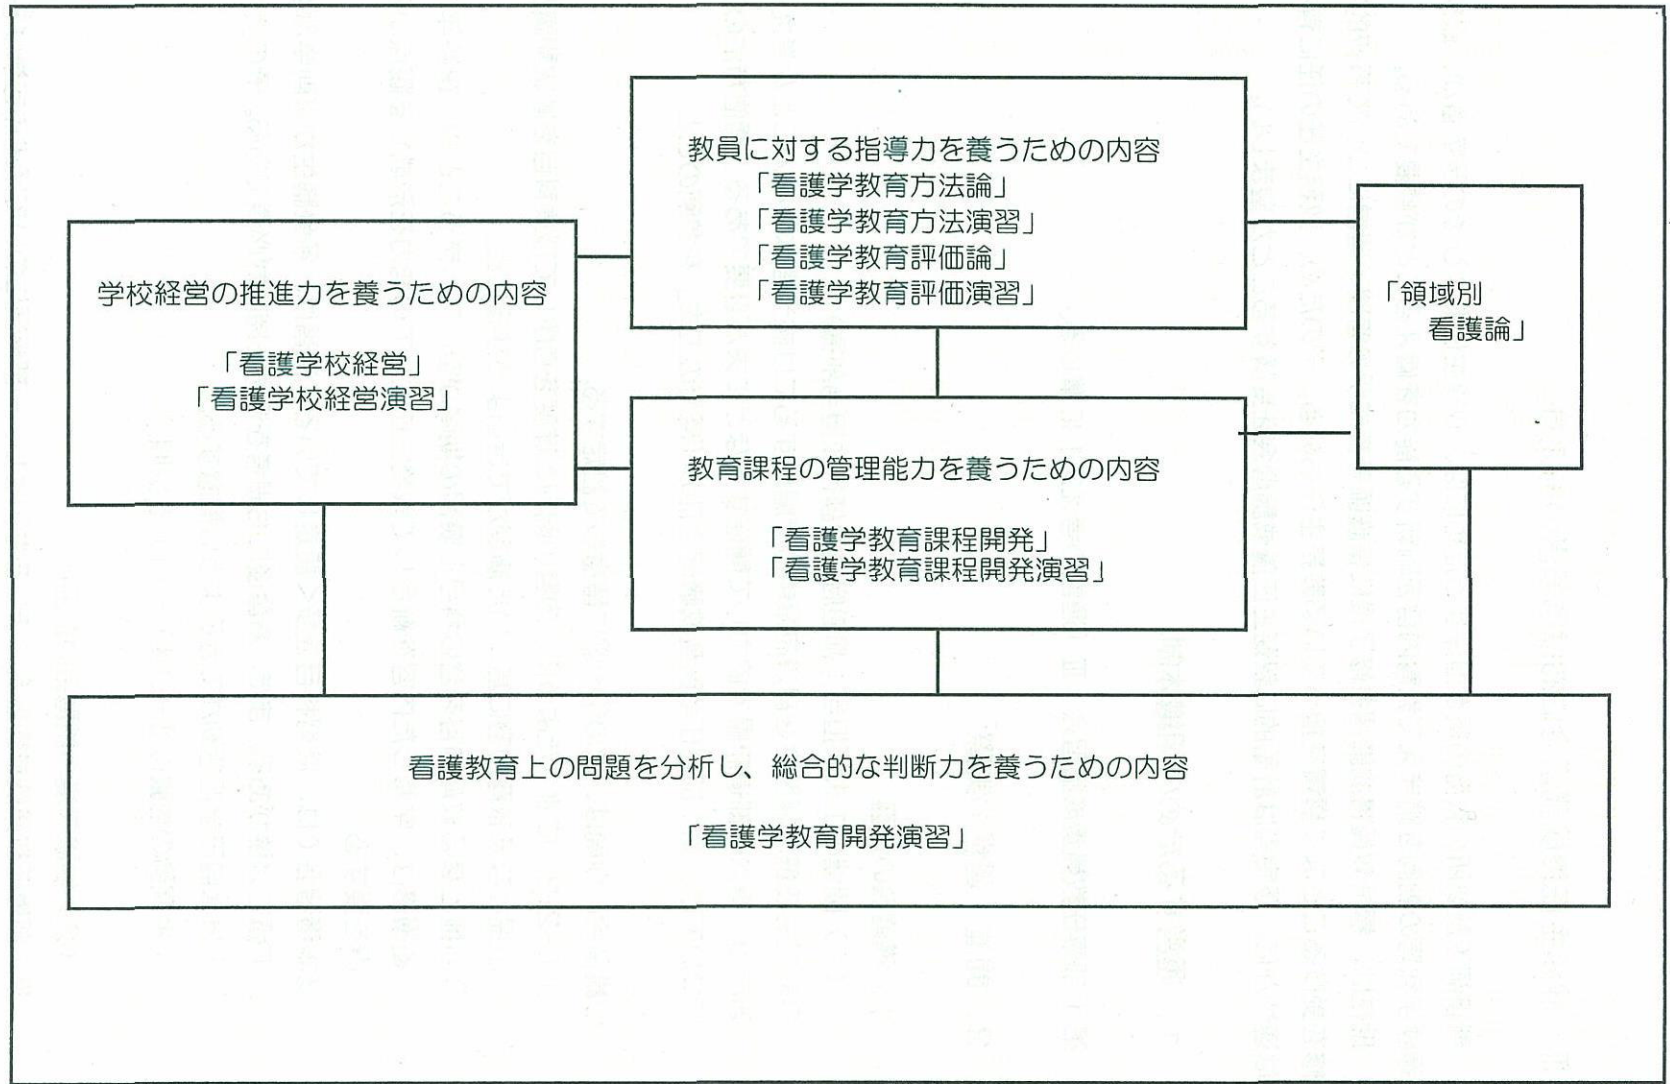 教員に対する指導力を養うための内容
「看護学教育方法論」
「看護学教育方法演習」
「看護学教育評価論」
「看護学教育評価演習」
学校経営の推進力を養うための内容
「看護学校経営」
「看護学校経営演習」
「領域別
看護論」
教育課程の管理能力を養うための内容
「看護学教育課程開発」
「看護学教育課程開発演習」
看護教育上の問題を分析し、総合的な判断力を養うための内容
「看護学教育開発演習」